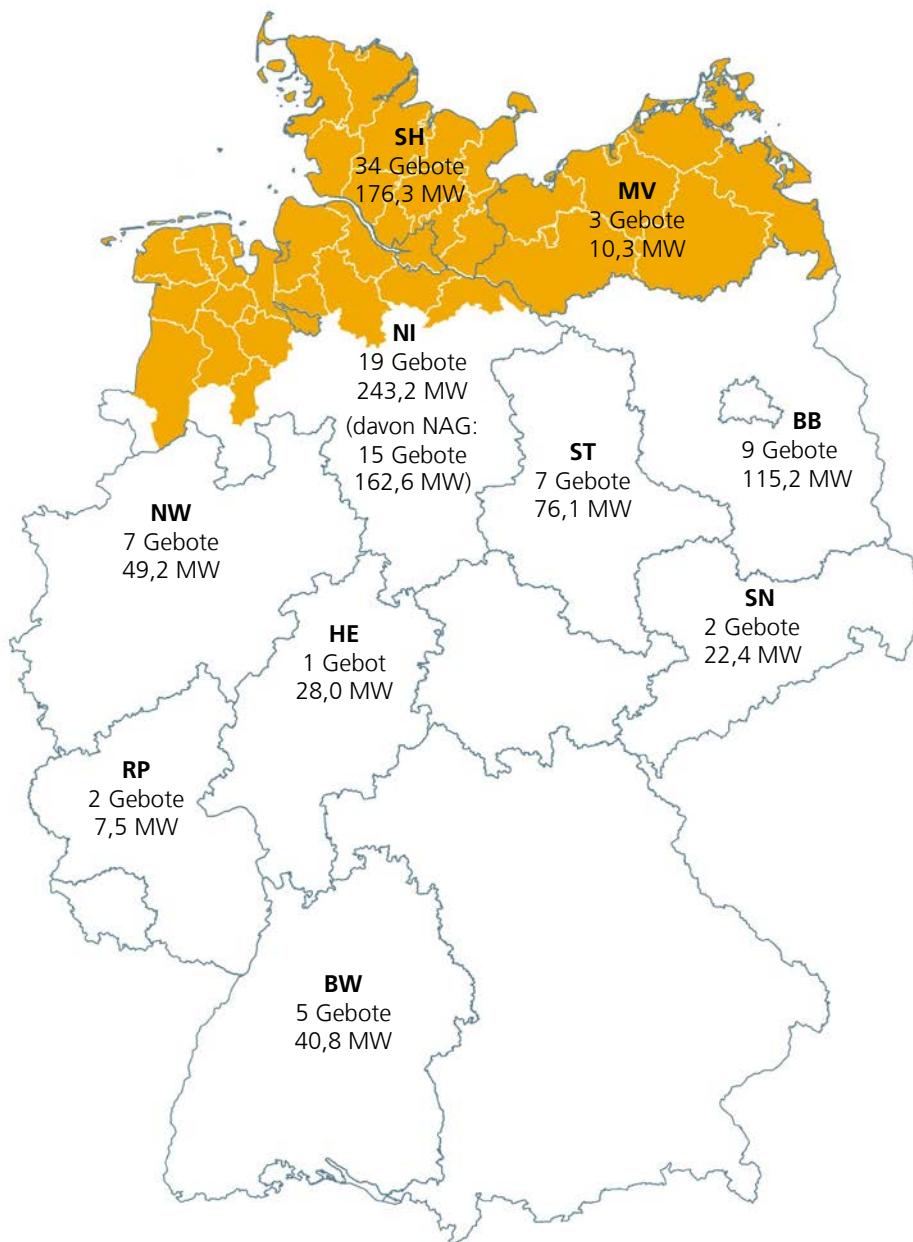 SH
34 Gebote
176,3 MW
MV
3 Gebote
10,3 MW
NI
19 Gebote
243,2 MW
(davon NAG:
15 Gebote
162,6 MW)
ST
7 Gebote
76,1 MW
BB
9 Gebote
115,2 MW
NW
7 Gebote
49,2 MW
HE
1 Gebot
28,0 MW
SN
2 Gebote
22,4 MW
RP
2 Gebote
7,5 MW
BW
5 Gebote
40,8 MW